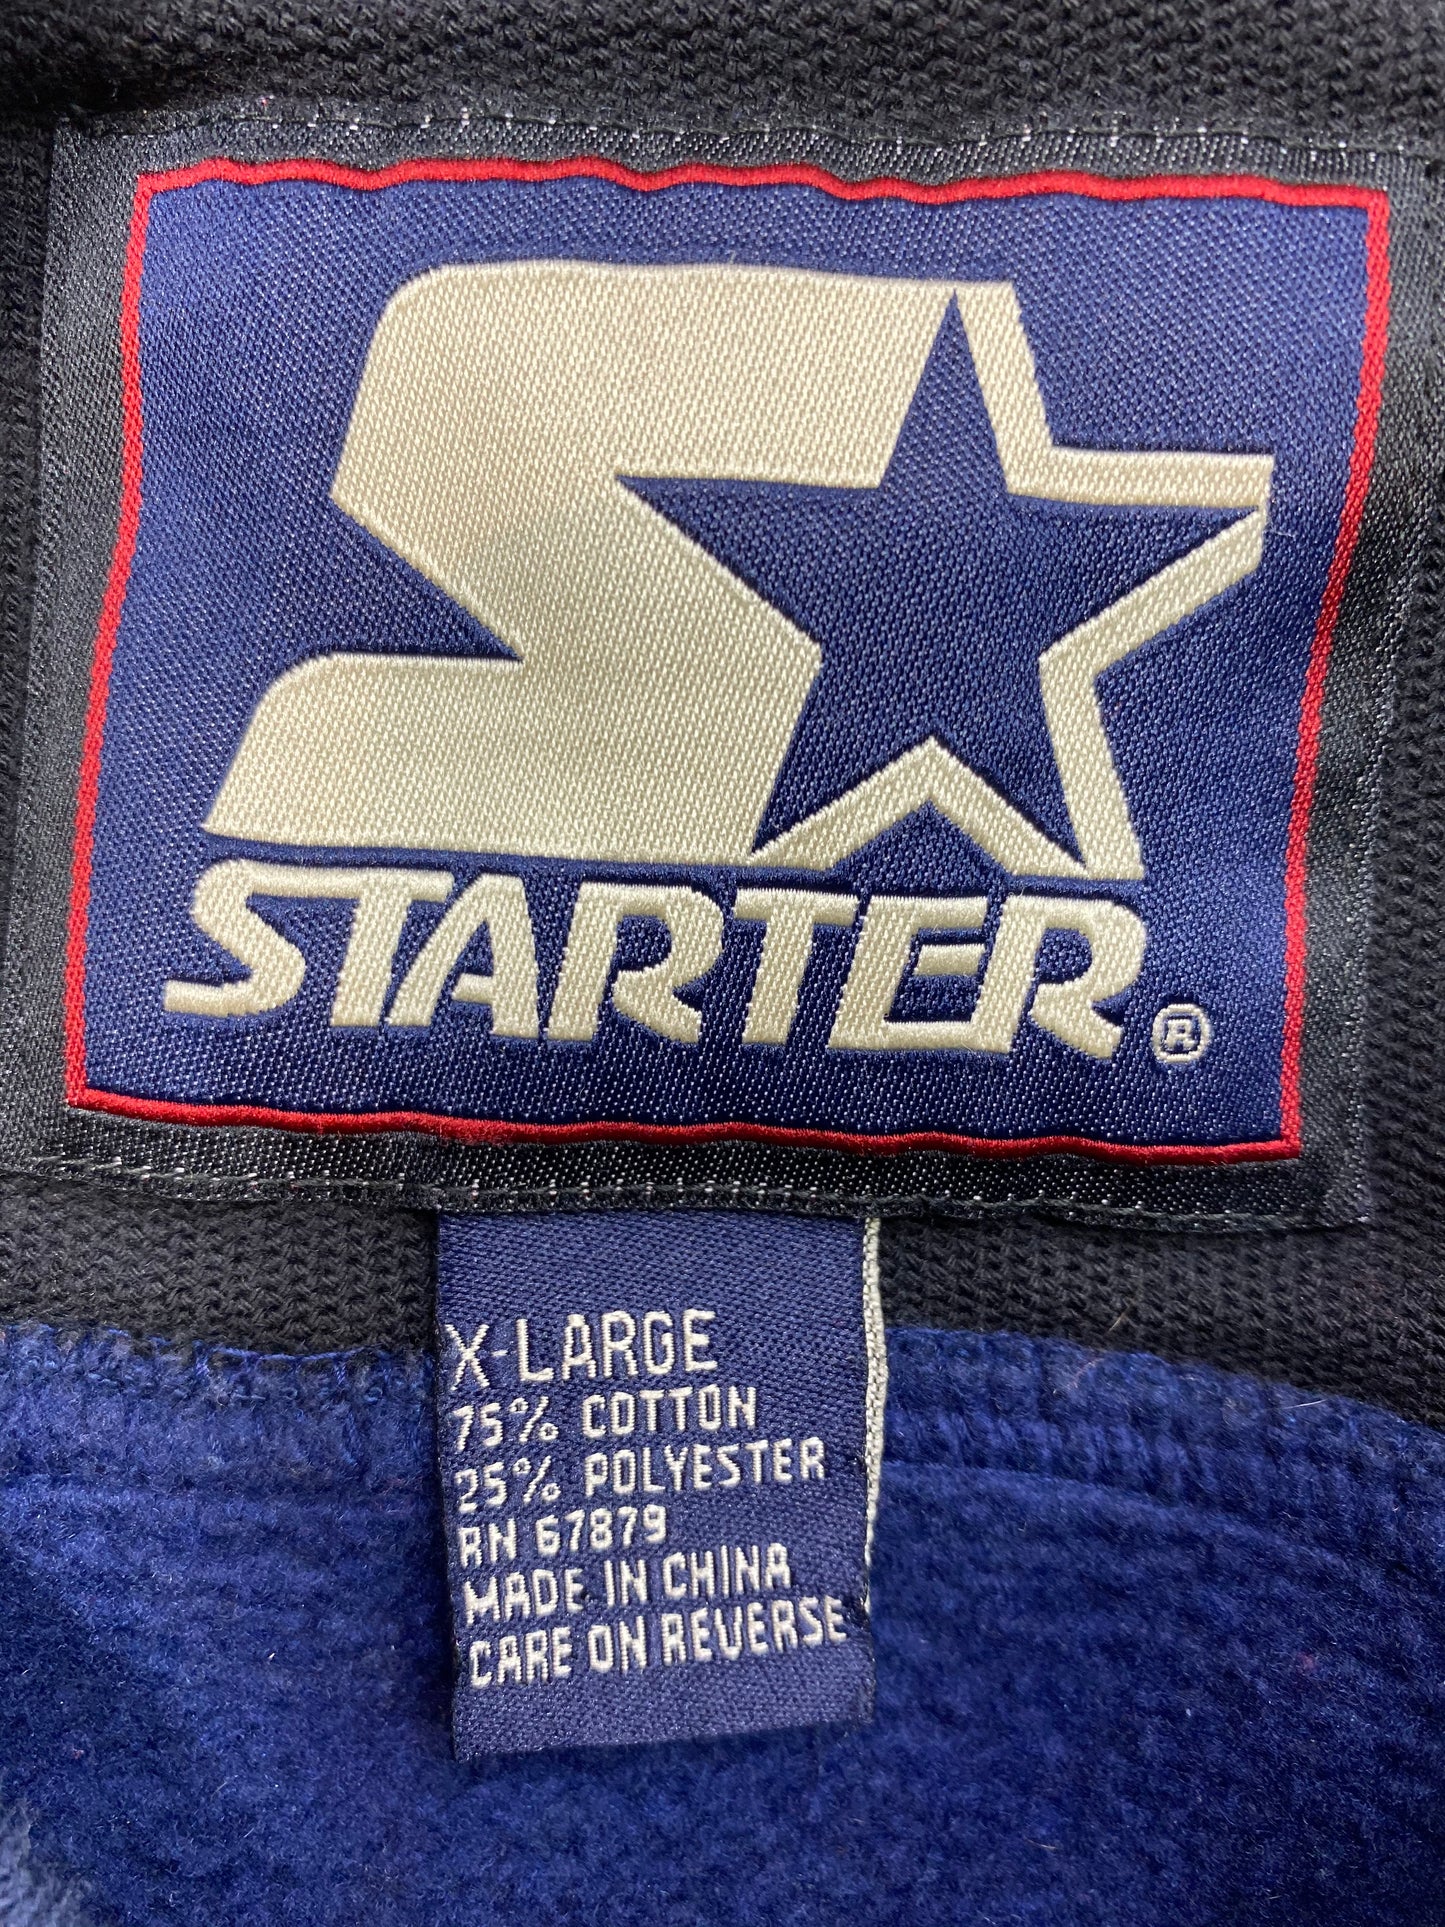 STARTER®
X-LARGE
75% COTTON
25% POLYESTER
RN 67879
MADE IN CHINA
CARE ON REVERSE